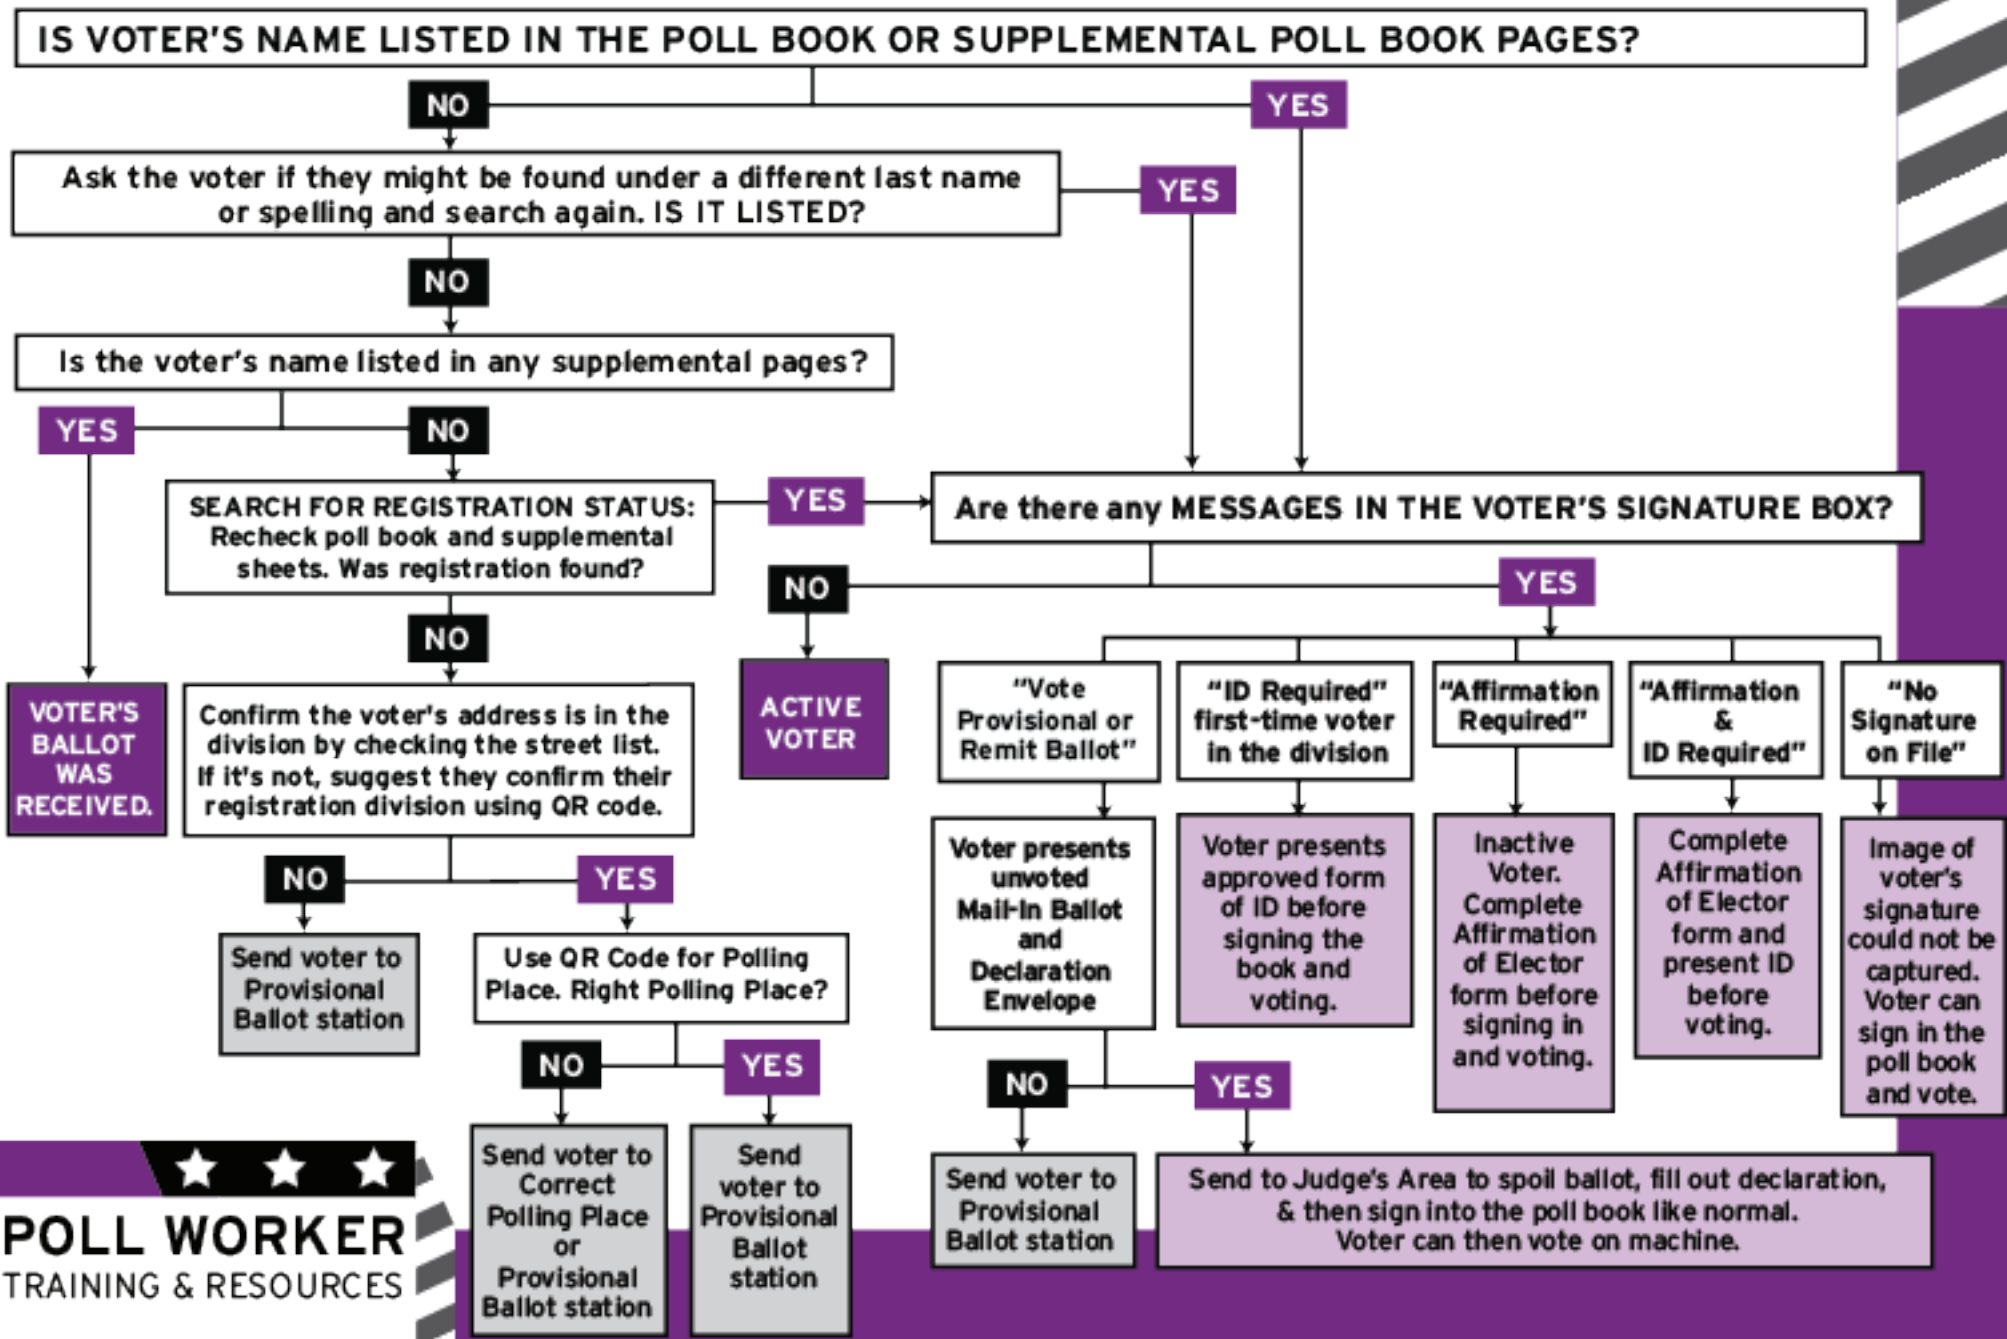 IS VOTER'S NAME LISTED IN THE POLL BOOK OR SUPPLEMENTAL POLL BOOK PAGES?
NO
YES
Ask the voter if they might be found under a different last name
or spelling and search again. IS IT LISTED?
YES
NO
Is the voter's name listed in any supplemental pages?
YES
NO
SEARCH FOR REGISTRATION STATUS:
Recheck poll book and supplemental
sheets. Was registration found?
YES
Are there any MESSAGES IN THE VOTER'S SIGNATURE BOX?
NO
NO
YES
VOTER'S
BALLOT
WAS
RECEIVED.
Confirm the voter's address is in the
division by checking the street list.
If it's not, suggest they confirm their
registration division using QR code.
ACTIVE
VOTER
"Vote
Provisional or
Remit Ballot"
"ID Required"
first-time voter
in the division
"Affirmation
Required"
"Affirmation
&
ID Required"
"No
Signature
on File"
NO
YES
Send voter to
Provisional
Ballot station
Use QR Code for Polling
Place. Right Polling Place?
NO
YES
Send voter to
Correct
Polling Place
or
Provisional
Ballot station
Send
voter to
Provisional
Ballot
station
Voter presents
unvoted
Mail-In Ballot
and
Declaration
Envelope
Voter presents
approved form
of ID before
signing the
book and
voting.
Inactive
Voter.
Complete
Affirmation
of Elector
form before
signing in
and voting.
Complete
Affirmation
of Elector
form and
present ID
before
voting.
Image of
voter's
signature
could not be
captured.
Voter can
sign in the
poll book
and vote.
NO
YES
Send voter to
Provisional
Ballot station
Send to Judge's Area to spoil ballot, fill out declaration,
& then sign into the poll book like normal.
Voter can then vote on machine.
POLL WORKER
TRAINING & RESOURCES